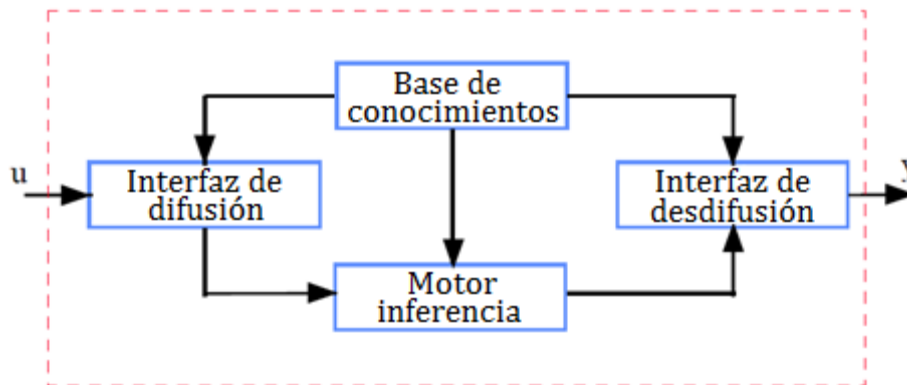 Base de
conocimientos
u
Interfaz de
difusión
Interfaz de
desdifusión
y
Motor
inferencia